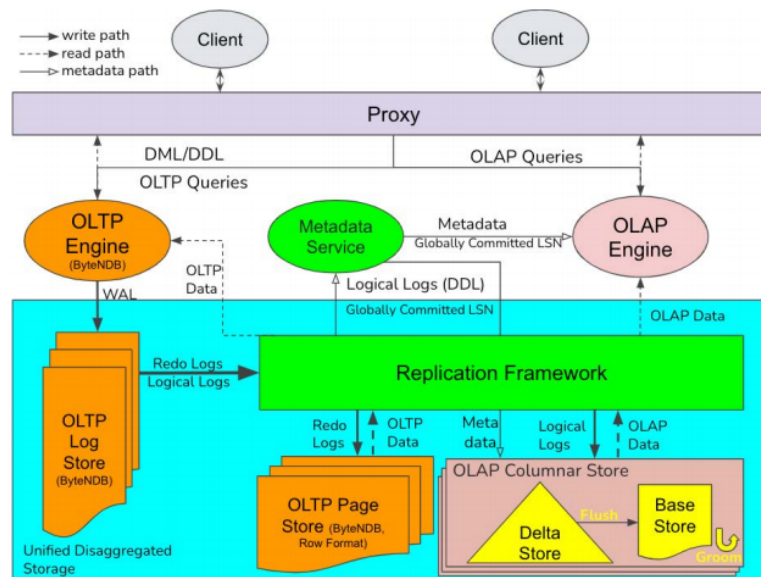 write path
read path
metadata path
Client
Client
Proxy
DML/DDL
OLTP Queries
OLAP Queries
OLTP
Engine
(ByteNDB)
Metadata
Service
Metadata
Globally Committed LSN
OLAP
Engine
OLTP
Data
WAL
Logical Logs (DDL)
Globally Committed LSN
OLAP Data
Redo Logs
Logical Logs
Replication Framework
OLTP
Log
Store
(ByteNDB)
Redo
Logs
OLTP
Data
Meta
data
Logical
Logs
OLAP
Data
OLTP Page
Store (ByteNDB,
Row Format)
OLAP Columnar Store
Delta
Store
Flush
Base
Store
Groom
Unified Disaggregated
Storage